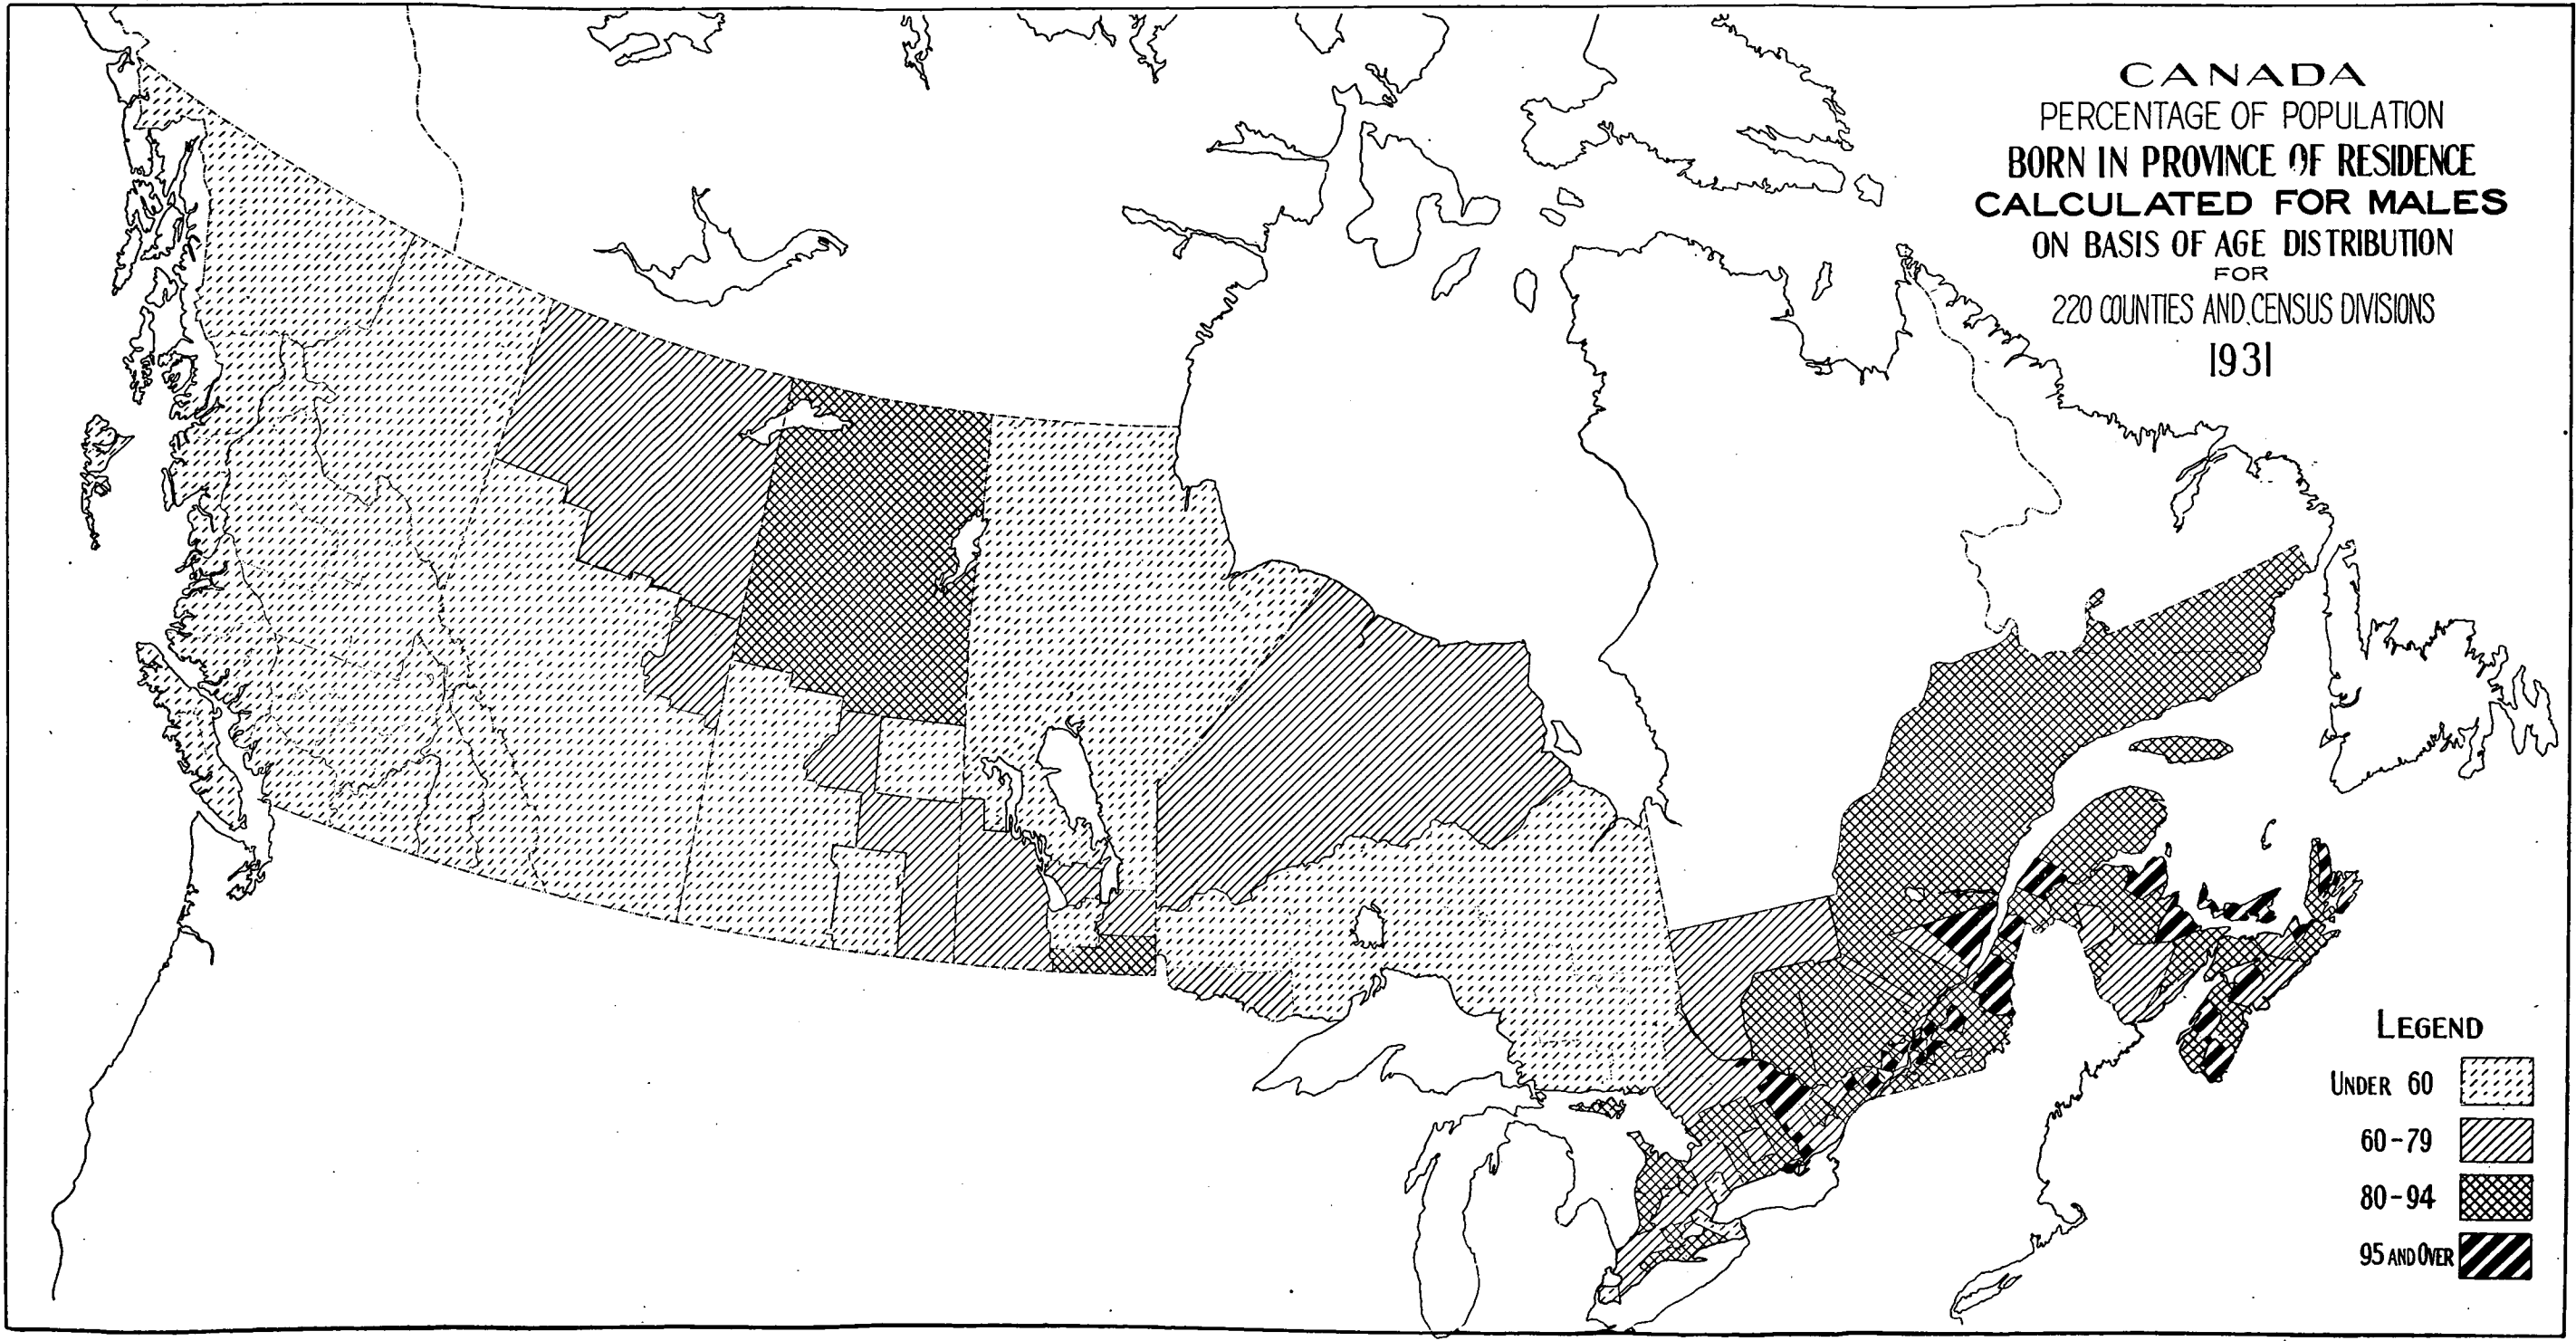 CANADA
PERCENTAGE OF POPULATION
BORN IN PROVINCE OF RESIDENCE
CALCULATED FOR MALES
ON BASIS OF AGE DISTRIBUTION
FOR
220 COUNTIES AND CENSUS DIVISIONS
1931
LEGEND
UNDER 60
60-79
80-94
95 AND OVER